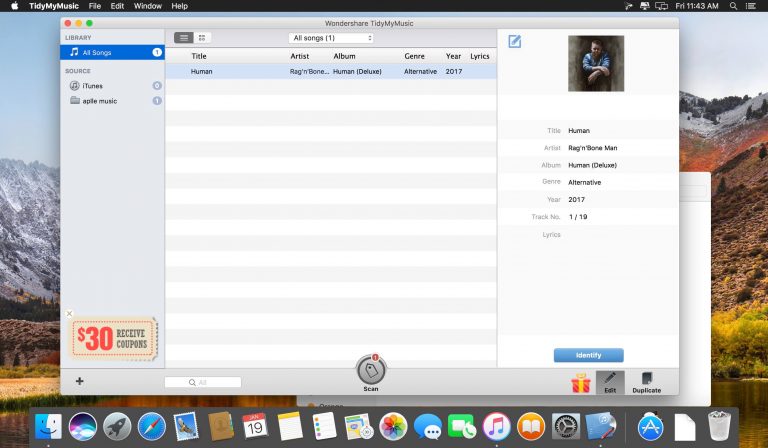 TidyMyMusic File Edit Window Help Fri 11:43 AM
Wondershare TidyMyMusic
LIBRARY
All Songs 1
SOURCE
iTunes 0
aplle music 1
All songs (1)
Title Artist Album Genre Year Lyrics
Human Rag'n'Bone... Human (Deluxe) Alternative 2017
Title Human
Artist Rag'n'Bone Man
Album Human (Deluxe)
Genre Alternative
Year 2017
Track No. 1 / 19
Lyrics
$30 RECEIVE
COUPONS
Identify
All
1
Scan
Edit
Duplicate
Orange
JAN
19